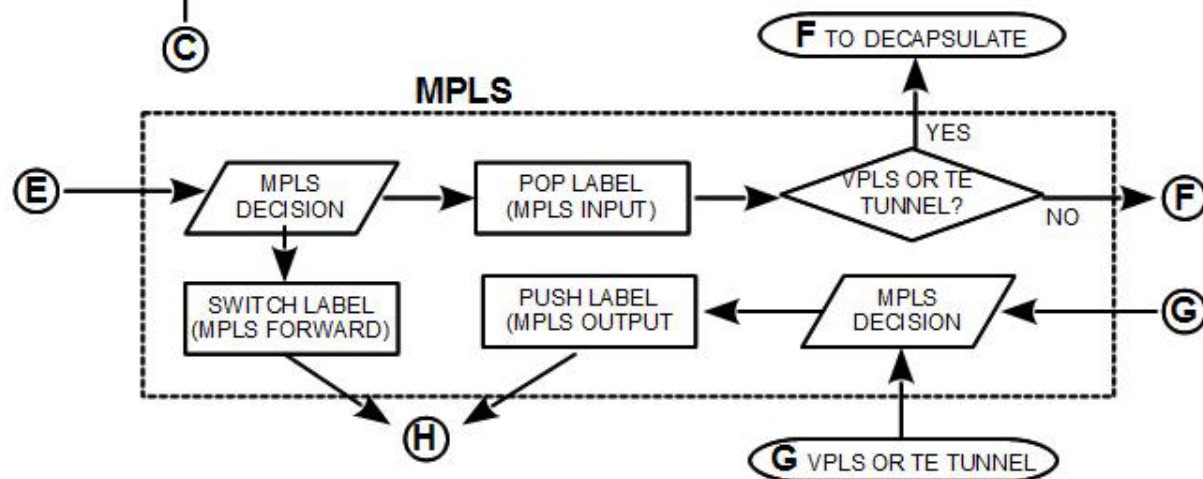 C
F TO DECAPSULATE
MPLS
YES
E
MPLS
DECISION
POP LABEL
(MPLS INPUT)
VPLS OR TE
TUNNEL?
NO
F
SWITCH LABEL
(MPLS FORWARD)
PUSH LABEL
(MPLS OUTPUT
MPLS
DECISION
G
H
G VPLS OR TE TUNNEL